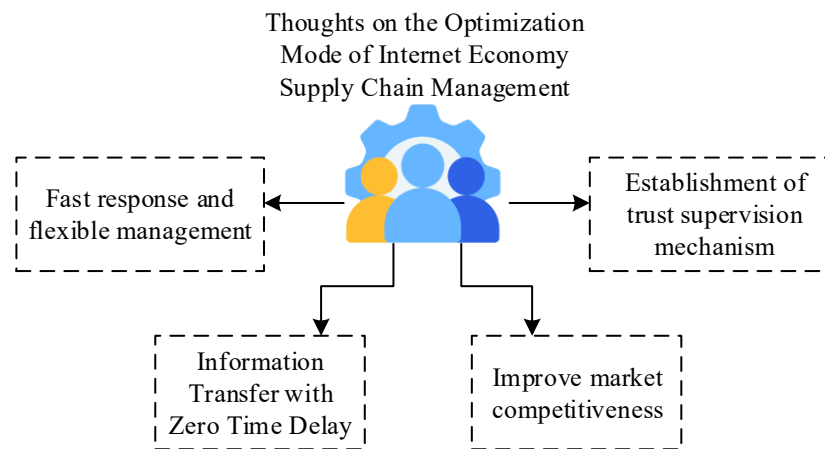 Thoughts on the Optimization
Mode of Internet Economy
Supply Chain Management
Fast response and
flexible management
Establishment of
trust supervision
mechanism
Information
Transfer with
Zero Time Delay
Improve market
competitiveness